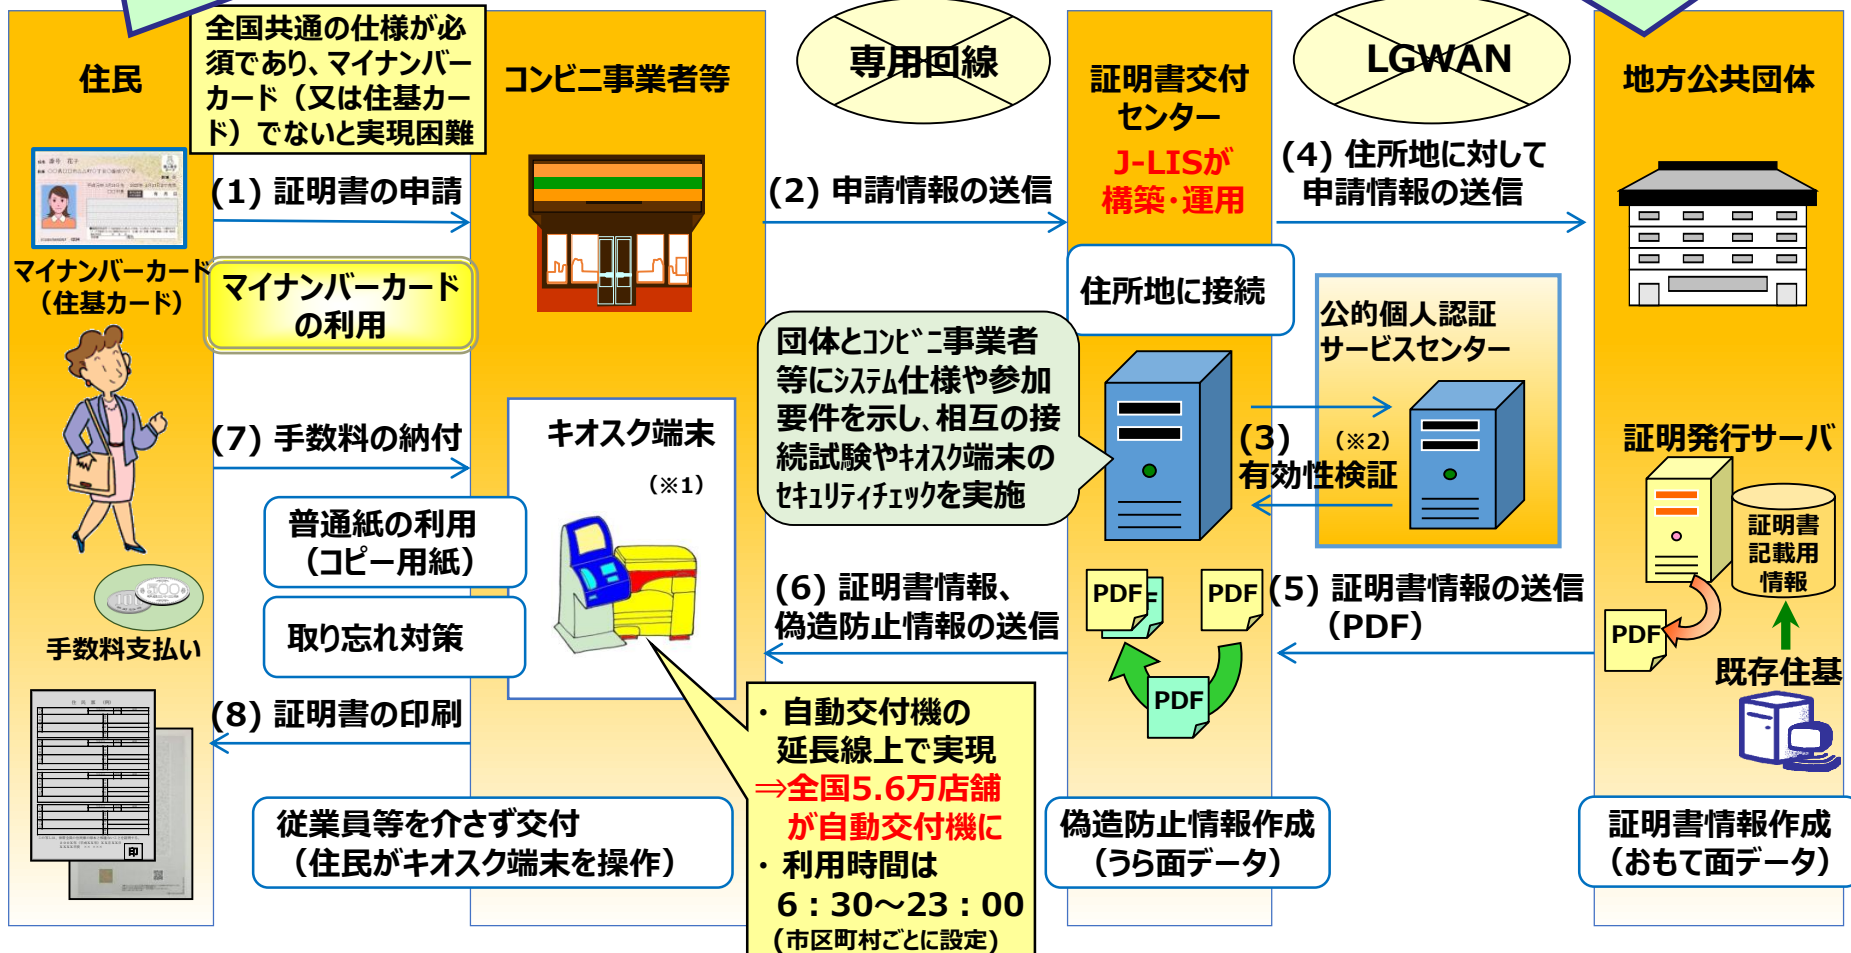 住民
全国共通の仕様が必
須であり、マイナンバー
カード（又は住基カー
ド）でないと実現困難
コンビニ事業者等
専用回線
証明書交付
センター
J-LISが
構築・運用
LGWAN
地方公共団体
(1) 証明書の申請
(2) 申請情報の送信
(4) 住所地に対して
申請情報の送信
マイナンバーカード
（住基カード）
マイナンバーカード
の利用
住所地に接続
公的個人認証
サービスセンター
団体とｺﾝﾋﾞﾆ事業者
等にｼｽﾃﾑ仕様や参加
要件を示し、相互の接
続試験やｷｵｽｸ端末の
ｾｷｭﾘﾃｨﾁｪｯｸを実施
(3)
（※2）
有効性検証
(7) 手数料の納付
キオスク端末
（※1）
証明発行サーバ
証明書
記載用
情報
普通紙の利用
（コピー用紙）
取り忘れ対策
手数料支払い
(6) 証明書情報、
偽造防止情報の送信
PDF
PDF
PDF
(5) 証明書情報の送信
（PDF）
PDF
既存住基
(8) 証明書の印刷
印
・ 自動交付機の
延長線上で実現
⇒全国5.6万店舗
が自動交付機に
・ 利用時間は
6：30～23：00
(市区町村ごとに設定)
従業員等を介さず交付
（住民がキオスク端末を操作）
偽造防止情報作成
（うら面データ）
証明書情報作成
（おもて面データ）